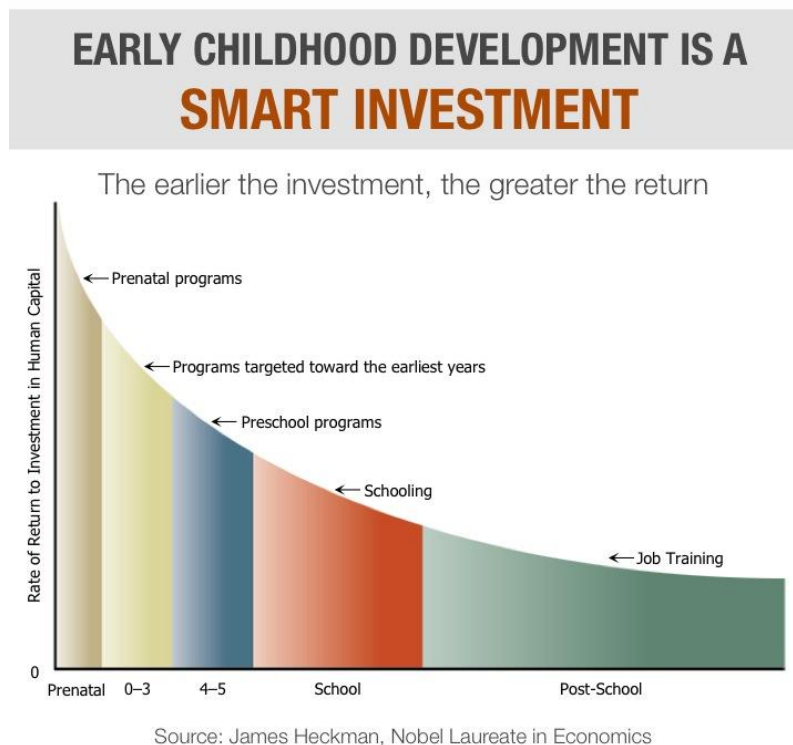 EARLY CHILDHOOD DEVELOPMENT IS A
SMART INVESTMENT
The earlier the investment, the greater the return
Rate of Return to Investment in Human Capital
Prenatal programs
Programs targeted toward the earliest years
Preschool programs
Schooling
Job Training
0
Prenatal
0–3
4–5
School
Post-School
Source: James Heckman, Nobel Laureate in Economics